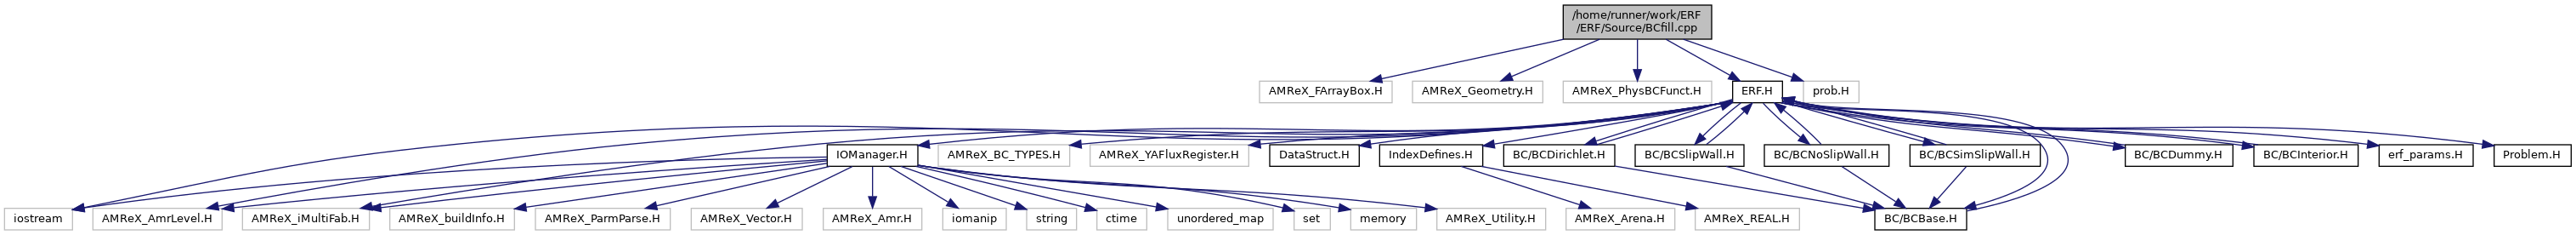 /home/runner/work/ERF
/ERF/Source/BCfill.cpp
AMReX_FArrayBox.H
AMReX_Geometry.H
AMReX_PhysBCFunct.H
ERF.H
prob.H
IOManager.H
AMReX_BC_TYPES.H
AMReX_YAFluxRegister.H
DataStruct.H
IndexDefines.H
BC/BCDirichlet.H
BC/BCSlipWall.H
BC/BCNoSlipWall.H
BC/BCSimSlipWall.H
BC/BCDummy.H
BC/BCInterior.H
erf_params.H
Problem.H
iostream
AMReX_AmrLevel.H
AMReX_iMultiFab.H
AMReX_buildInfo.H
AMReX_ParmParse.H
AMReX_Vector.H
AMReX_Amr.H
iomanip
string
ctime
unordered_map
set
memory
AMReX_Utility.H
AMReX_Arena.H
AMReX_REAL.H
BC/BCBase.H